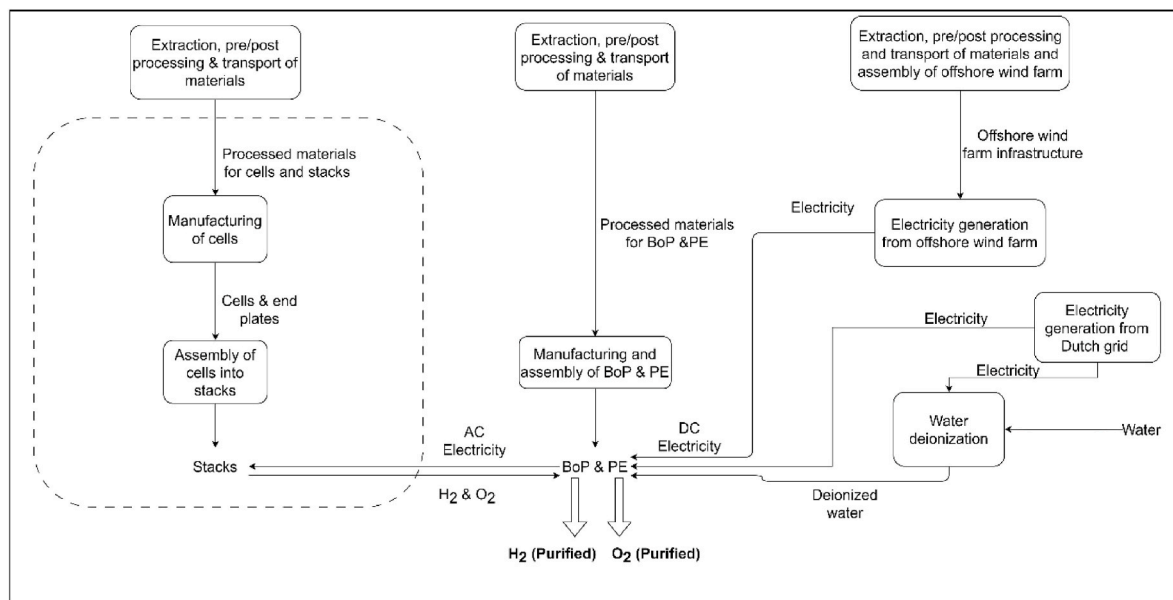 Extraction, pre/post
processing & transport of
materials
Extraction, pre/post
processing & transport
of materials
Extraction, pre/post processing
and transport of materials and
assembly of offshore wind farm
Processed materials
for cells and stacks
Offshore wind
farm infrastructure
Manufacturing
of cells
Processed materials
for BoP &PE
Electricity
Electricity generation
from offshore wind farm
Cells & end
plates
Electricity
Electricity
generation from
Dutch grid
Assembly of
cells into
stacks
Manufacturing and
assembly of BoP & PE
Electricity
Water
deionization
Water
AC
Electricity
DC
Electricity
Stacks
BoP & PE
H2 & O2
Deionized
water
H2 (Purified)
O2 (Purified)